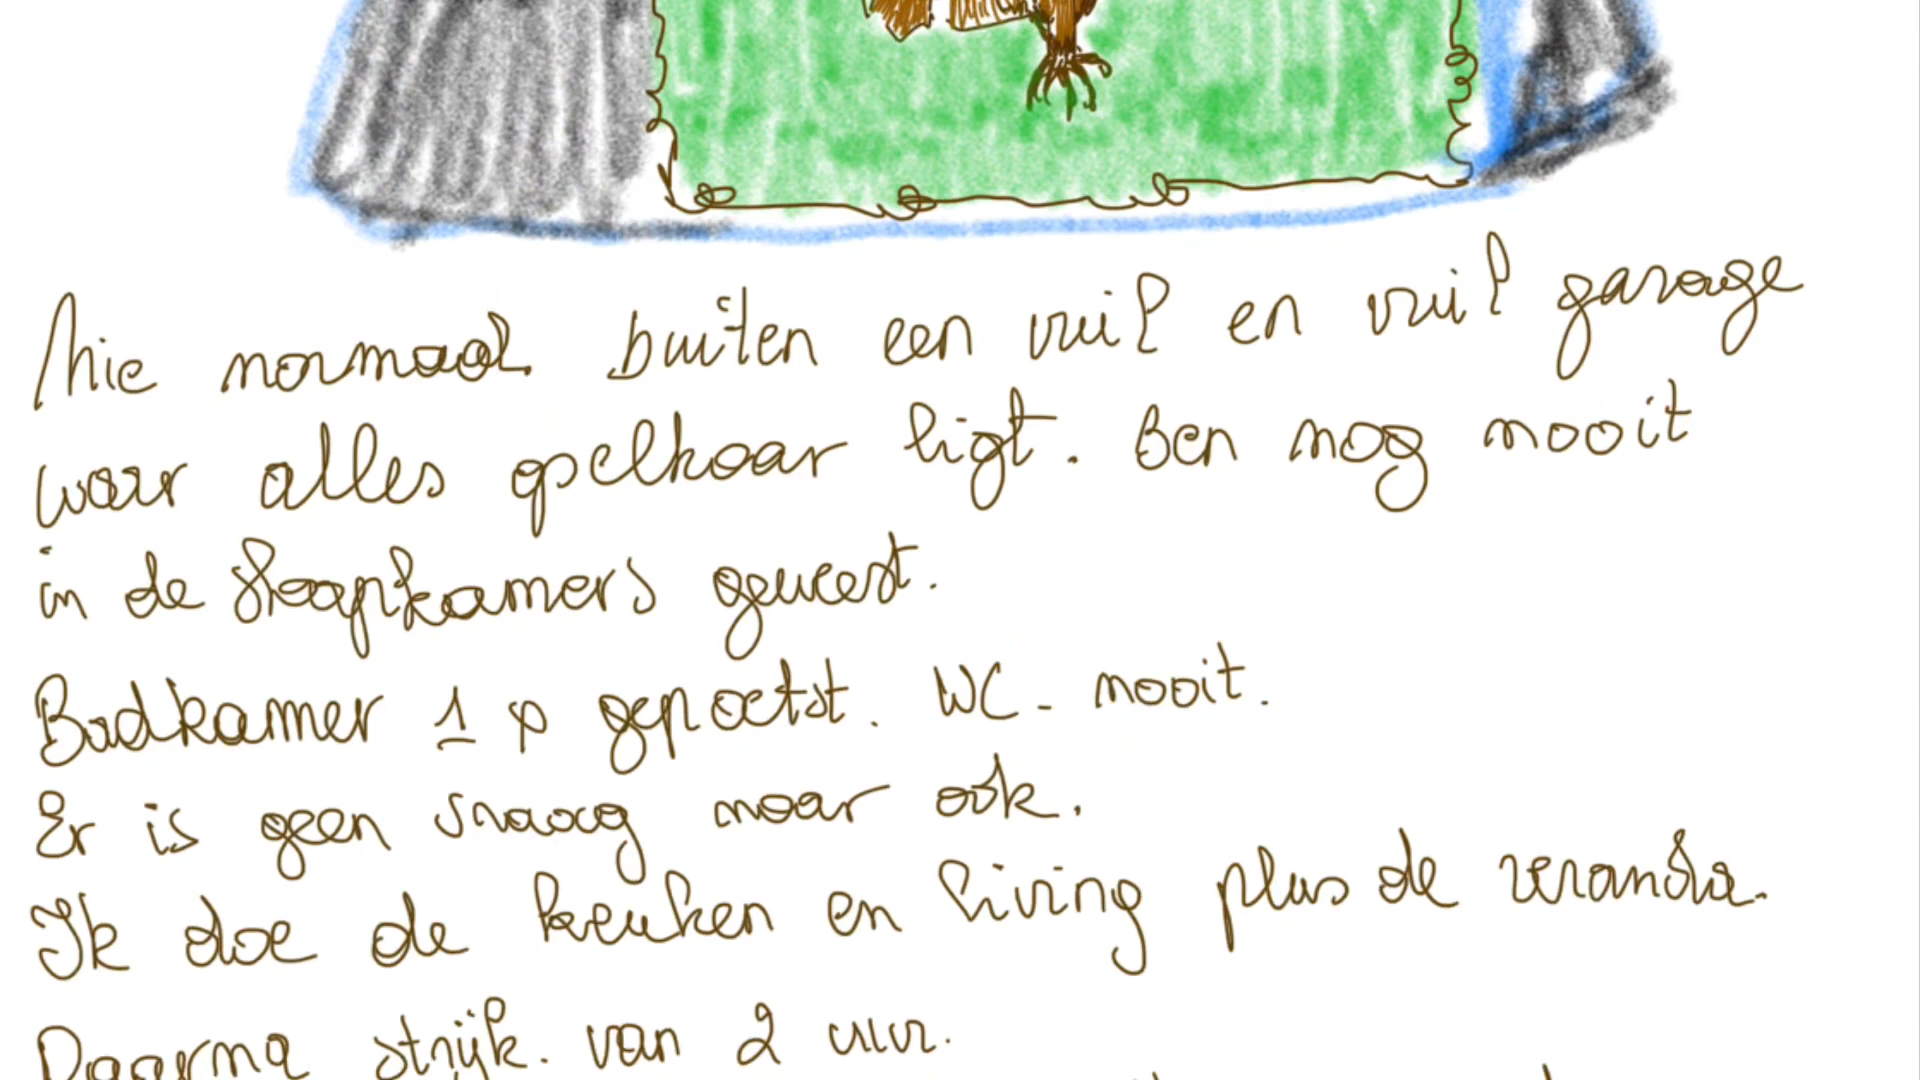 Nie normaal buiten een vuil en vuil garage
waar alles opelkaar ligt. Ben nog nooit
in de slaapkamers geweest.
Badkamer 1 x gepoetst. WC - nooit.
Er is geen vraag naar ook.
Ik doe de keuken en living plus de veranda.
Daarna strijk. van 2 uur.